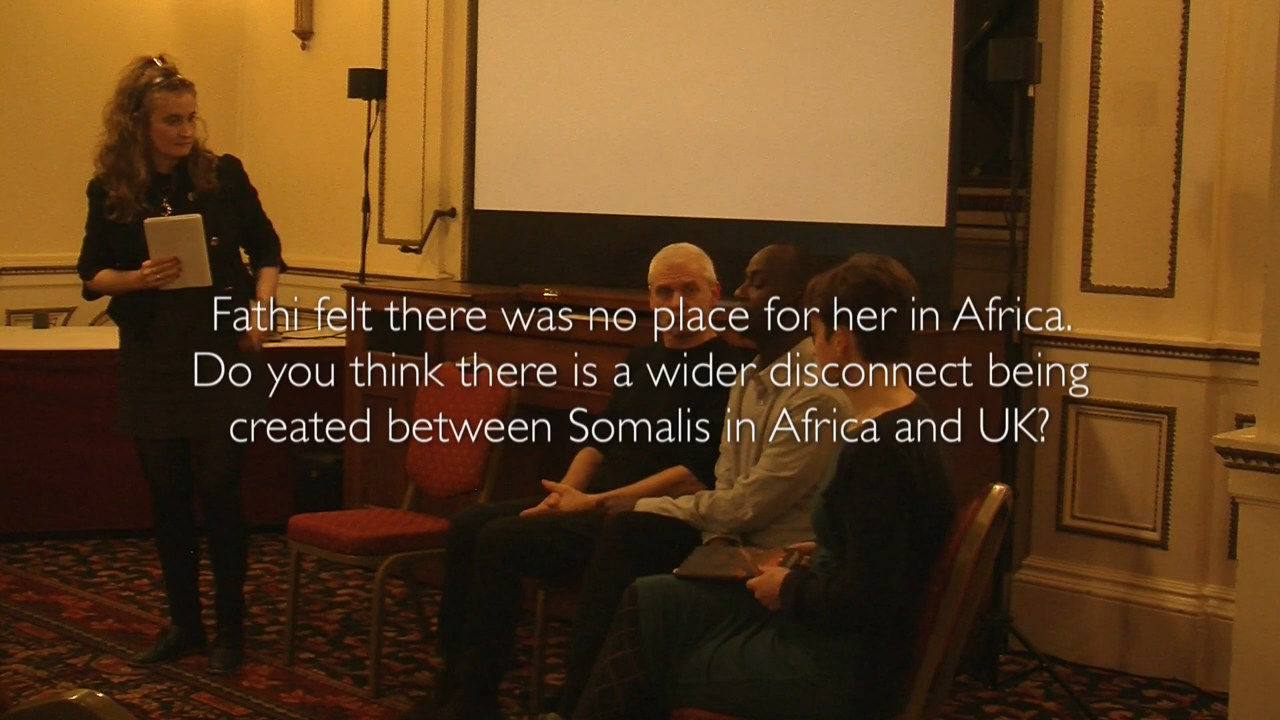 Fathi felt there was no place for her in Africa.
Do you think there is a wider disconnect being
created between Somalis in Africa and UK?